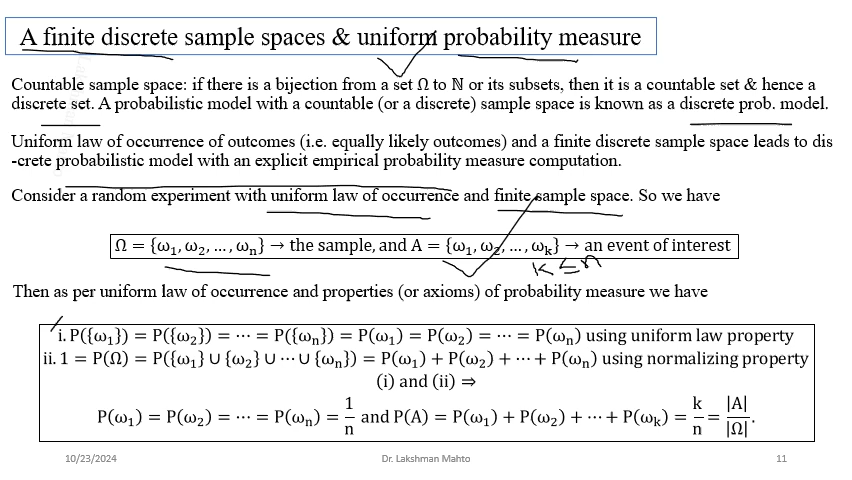 A finite discrete sample spaces & uniform probability measure
Countable sample space: if there is a bijection from a set Ω to ℕ or its subsets, then it is a countable set & hence a
discrete set. A probabilistic model with a countable (or a discrete) sample space is known as a discrete prob. model.
Uniform law of occurrence of outcomes (i.e. equally likely outcomes) and a finite discrete sample space leads to dis
-crete probabilistic model with an explicit empirical probability measure computation.
Consider a random experiment with uniform law of occurrence and finite sample space. So we have
Ω = {ω₁, ω₂, … , ωₙ} → the sample, and A = {ω₁, ω₂, … , ωₖ} → an event of interest
K ≤ n
Then as per uniform law of occurrence and properties (or axioms) of probability measure we have
i. P({ω₁}) = P({ω₂}) = ⋯ = P({ωₙ}) = P(ω₁) = P(ω₂) = ⋯ = P(ωₙ) using uniform law property
ii. 1 = P(Ω) = P({ω₁} ∪ {ω₂} ∪ ⋯ ∪ {ωₙ}) = P(ω₁) + P(ω₂) + ⋯ + P(ωₙ) using normalizing property
(i) and (ii) ⇒
P(ω₁) = P(ω₂) = ⋯ = P(ωₙ) = 1/n and P(A) = P(ω₁) + P(ω₂) + ⋯ + P(ωₖ) = k/n = |A|/|Ω|.
10/23/2024 Dr. Lakshman Mahto 11